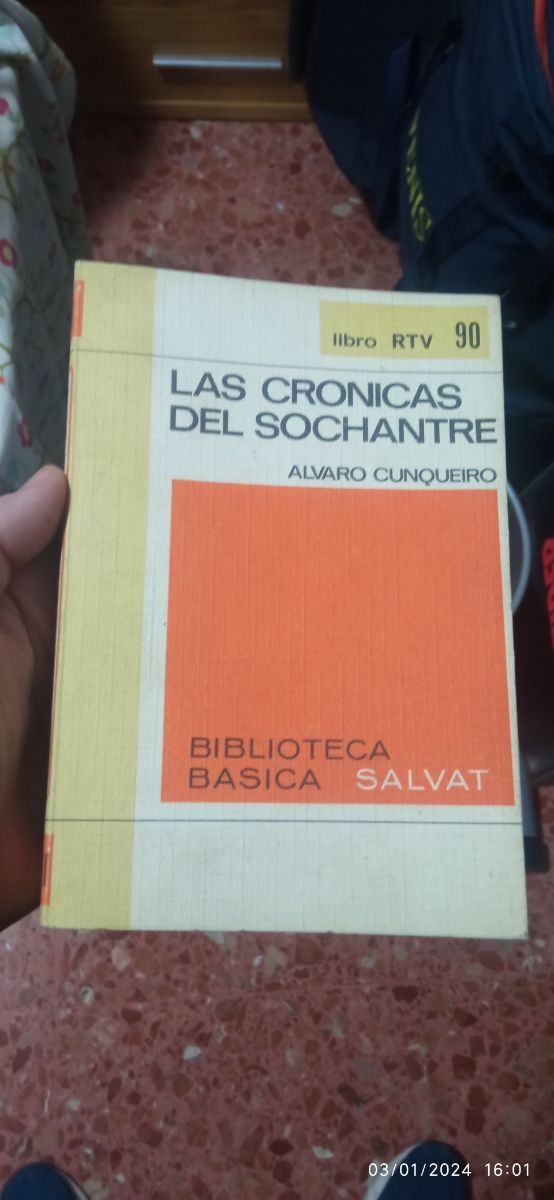 libro RTV 90
LAS CRONICAS
DEL SOCHANTRE
ALVARO CUNQUEIRO
BIBLIOTECA
BASICA SALVAT
03/01/2024 16:01